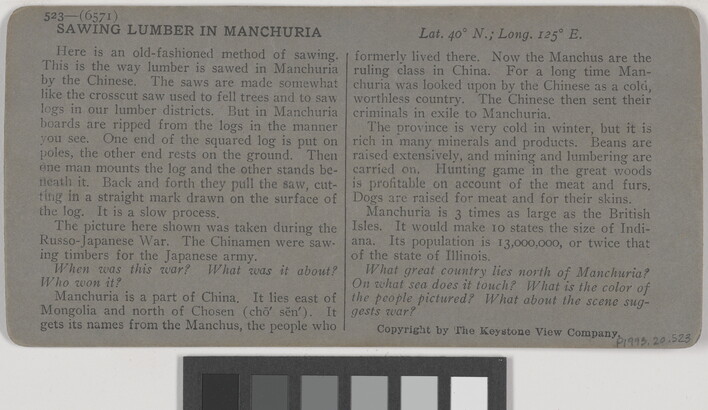 523—(6571)
SAWING LUMBER IN MANCHURIA
Lat. 40° N.; Long. 125° E.
Here is an old-fashioned method of sawing.
This is the way lumber is sawed in Manchuria
by the Chinese. The saws are made somewhat
like the crosscut saw used to fell trees and to saw
logs in our lumber districts. But in Manchuria
boards are ripped from the logs in the manner
you see. One end of the squared log is put on
poles, the other end rests on the ground. Then
one man mounts the log and the other stands be-
neath it. Back and forth they pull the saw, cut-
ting in a straight mark drawn on the surface of
the log. It is a slow process.
The picture here shown was taken during the
Russo-Japanese War. The Chinamen were saw-
ing timbers for the Japanese army.
When was this war? What was it about?
Who won it?
Manchuria is a part of China. It lies east of
Mongolia and north of Chosen (chō′ sĕn′). It
gets its names from the Manchus, the people who
formerly lived there. Now the Manchus are the
ruling class in China. For a long time Man-
churia was looked upon by the Chinese as a cold,
worthless country. The Chinese then sent their
criminals in exile to Manchuria.
The province is very cold in winter, but it is
rich in many minerals and products. Beans are
raised extensively, and mining and lumbering are
carried on. Hunting game in the great woods
is profitable on account of the meat and furs.
Dogs are raised for meat and for their skins.
Manchuria is 3 times as large as the British
Isles. It would make 10 states the size of Indi-
ana. Its population is 13,000,000, or twice that
of the state of Illinois.
What great country lies north of Manchuria?
On what sea does it touch? What is the color of
the people pictured? What about the scene sug-
gests war?
Copyright by The Keystone View Company.
P1993.20.523